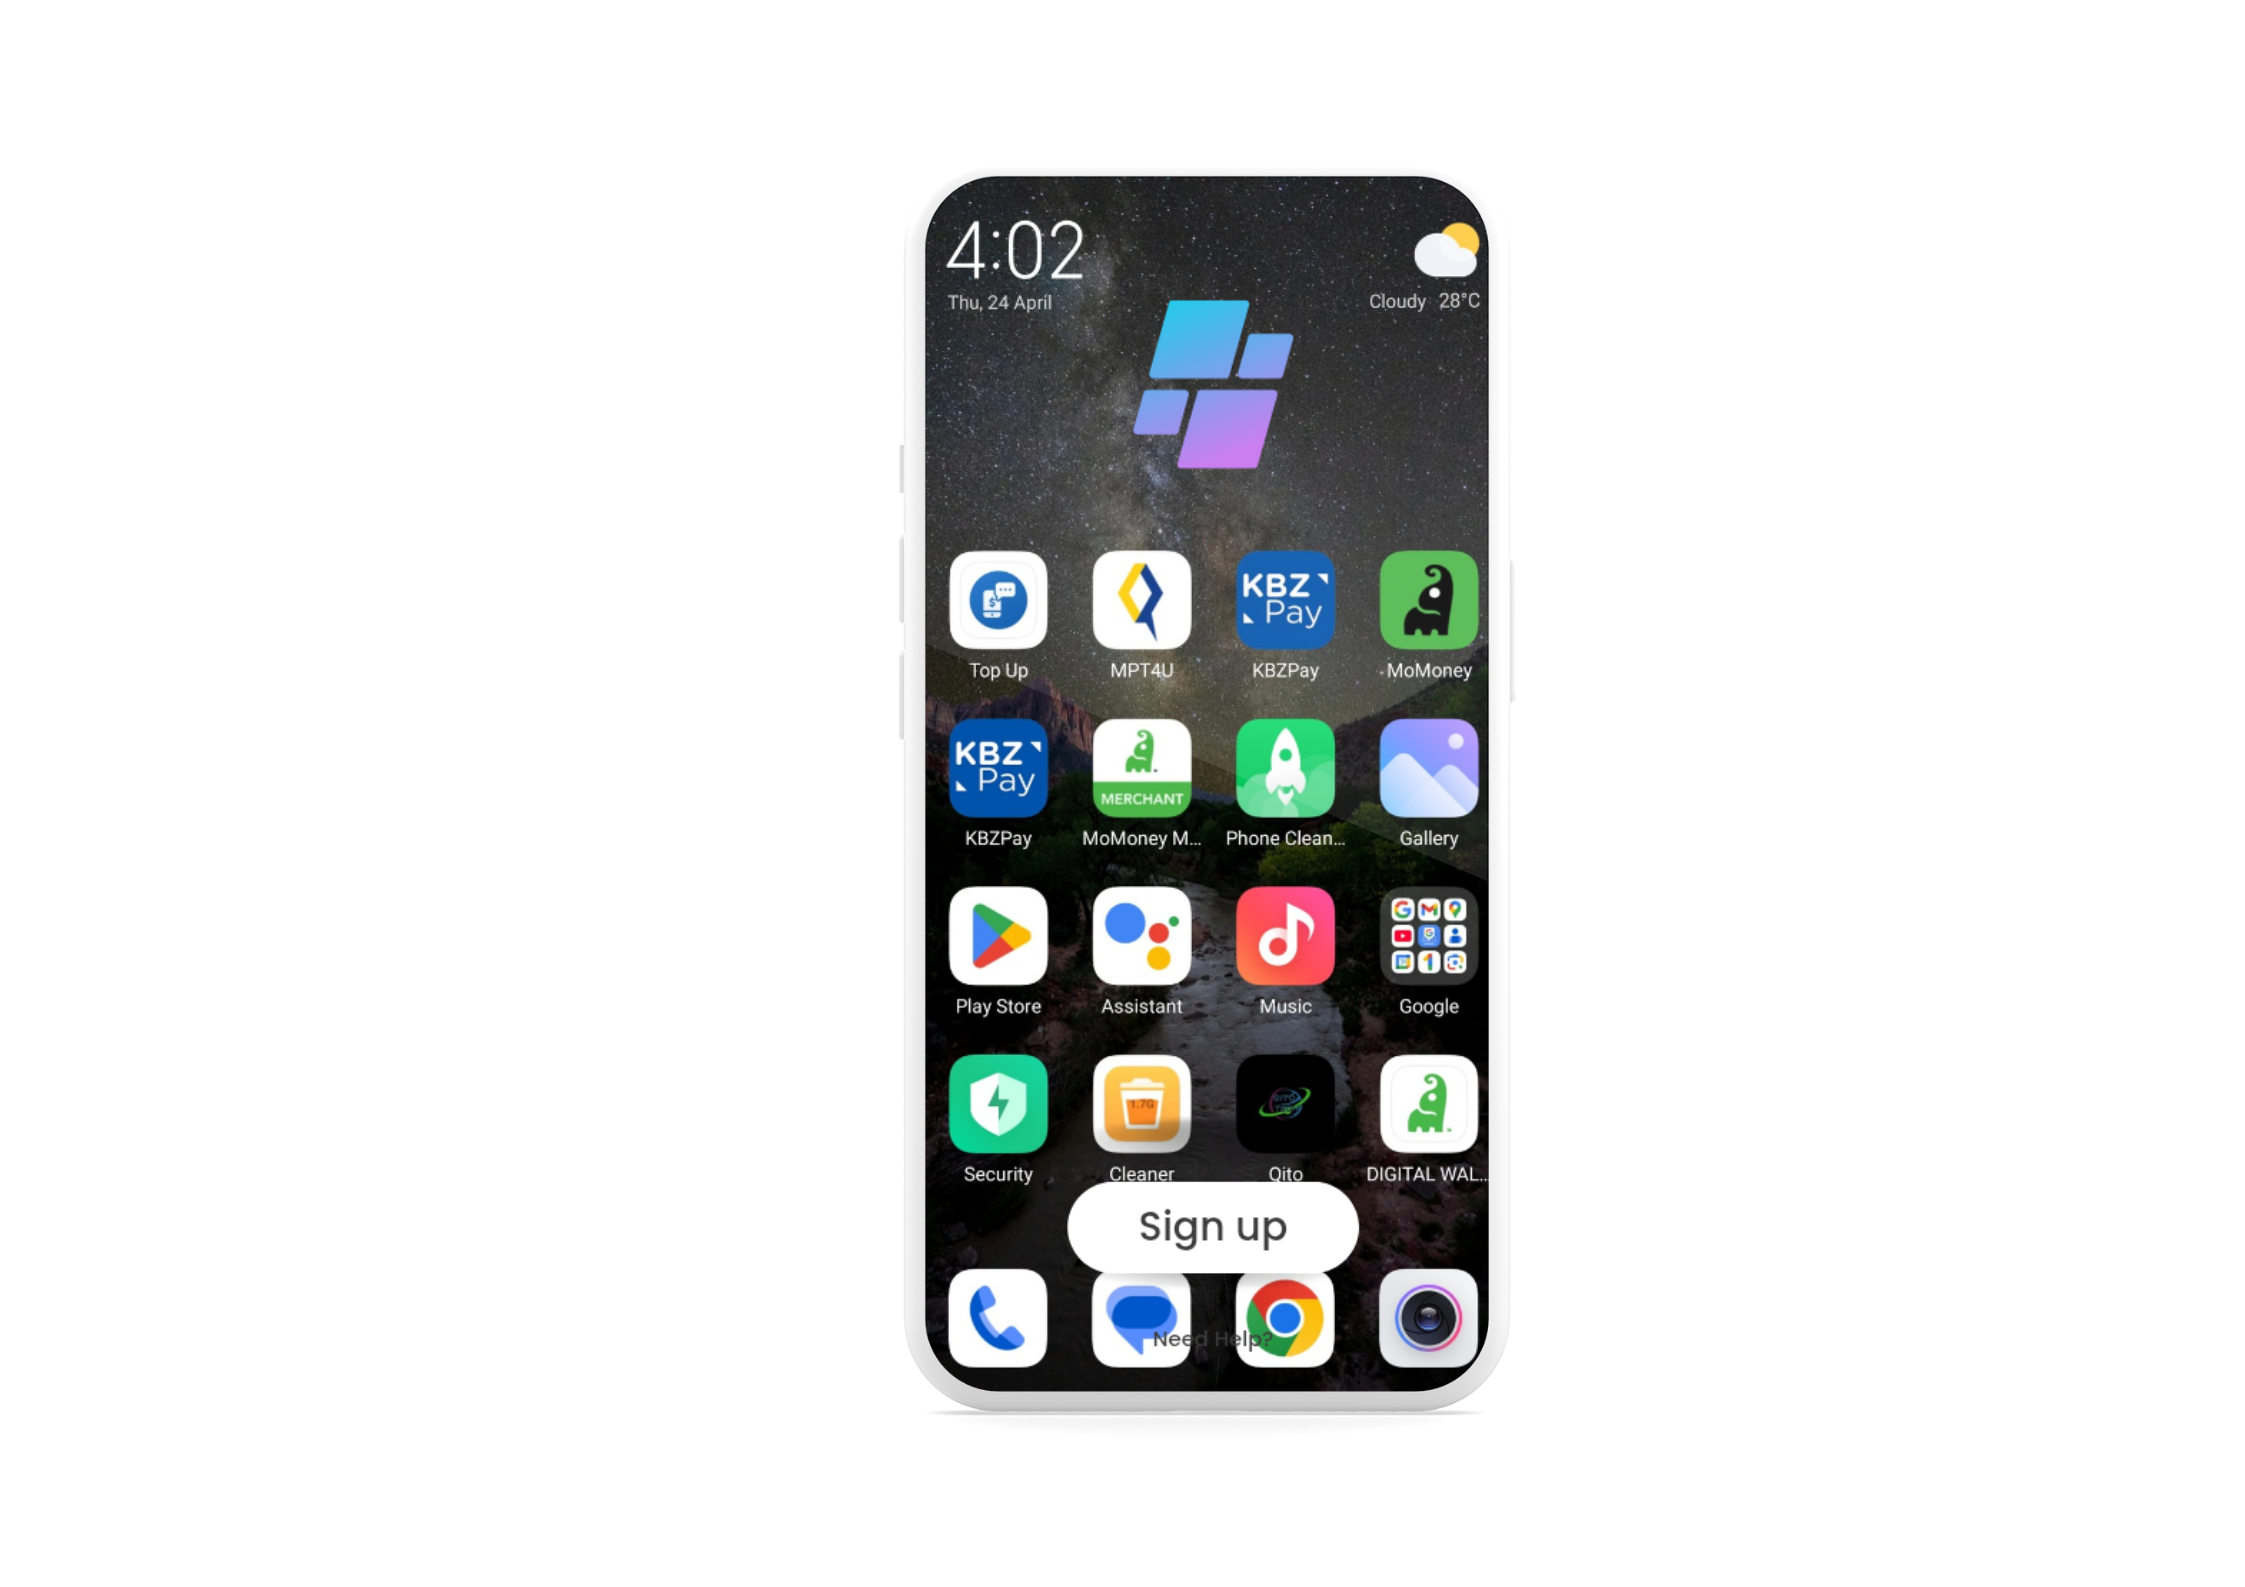 4:02
Thu, 24 April
Cloudy 28°C
KBZ
Pay
Top Up
MPT4U
KBZPay
MoMoney
KBZ
Pay
MERCHANT
KBZPay
MoMoney M...
Phone Clean...
Gallery
Play Store
Assistant
Music
Google
1.7G
Security
Cleaner
Qito
DIGITAL WAL...
Sign up
Need Help?